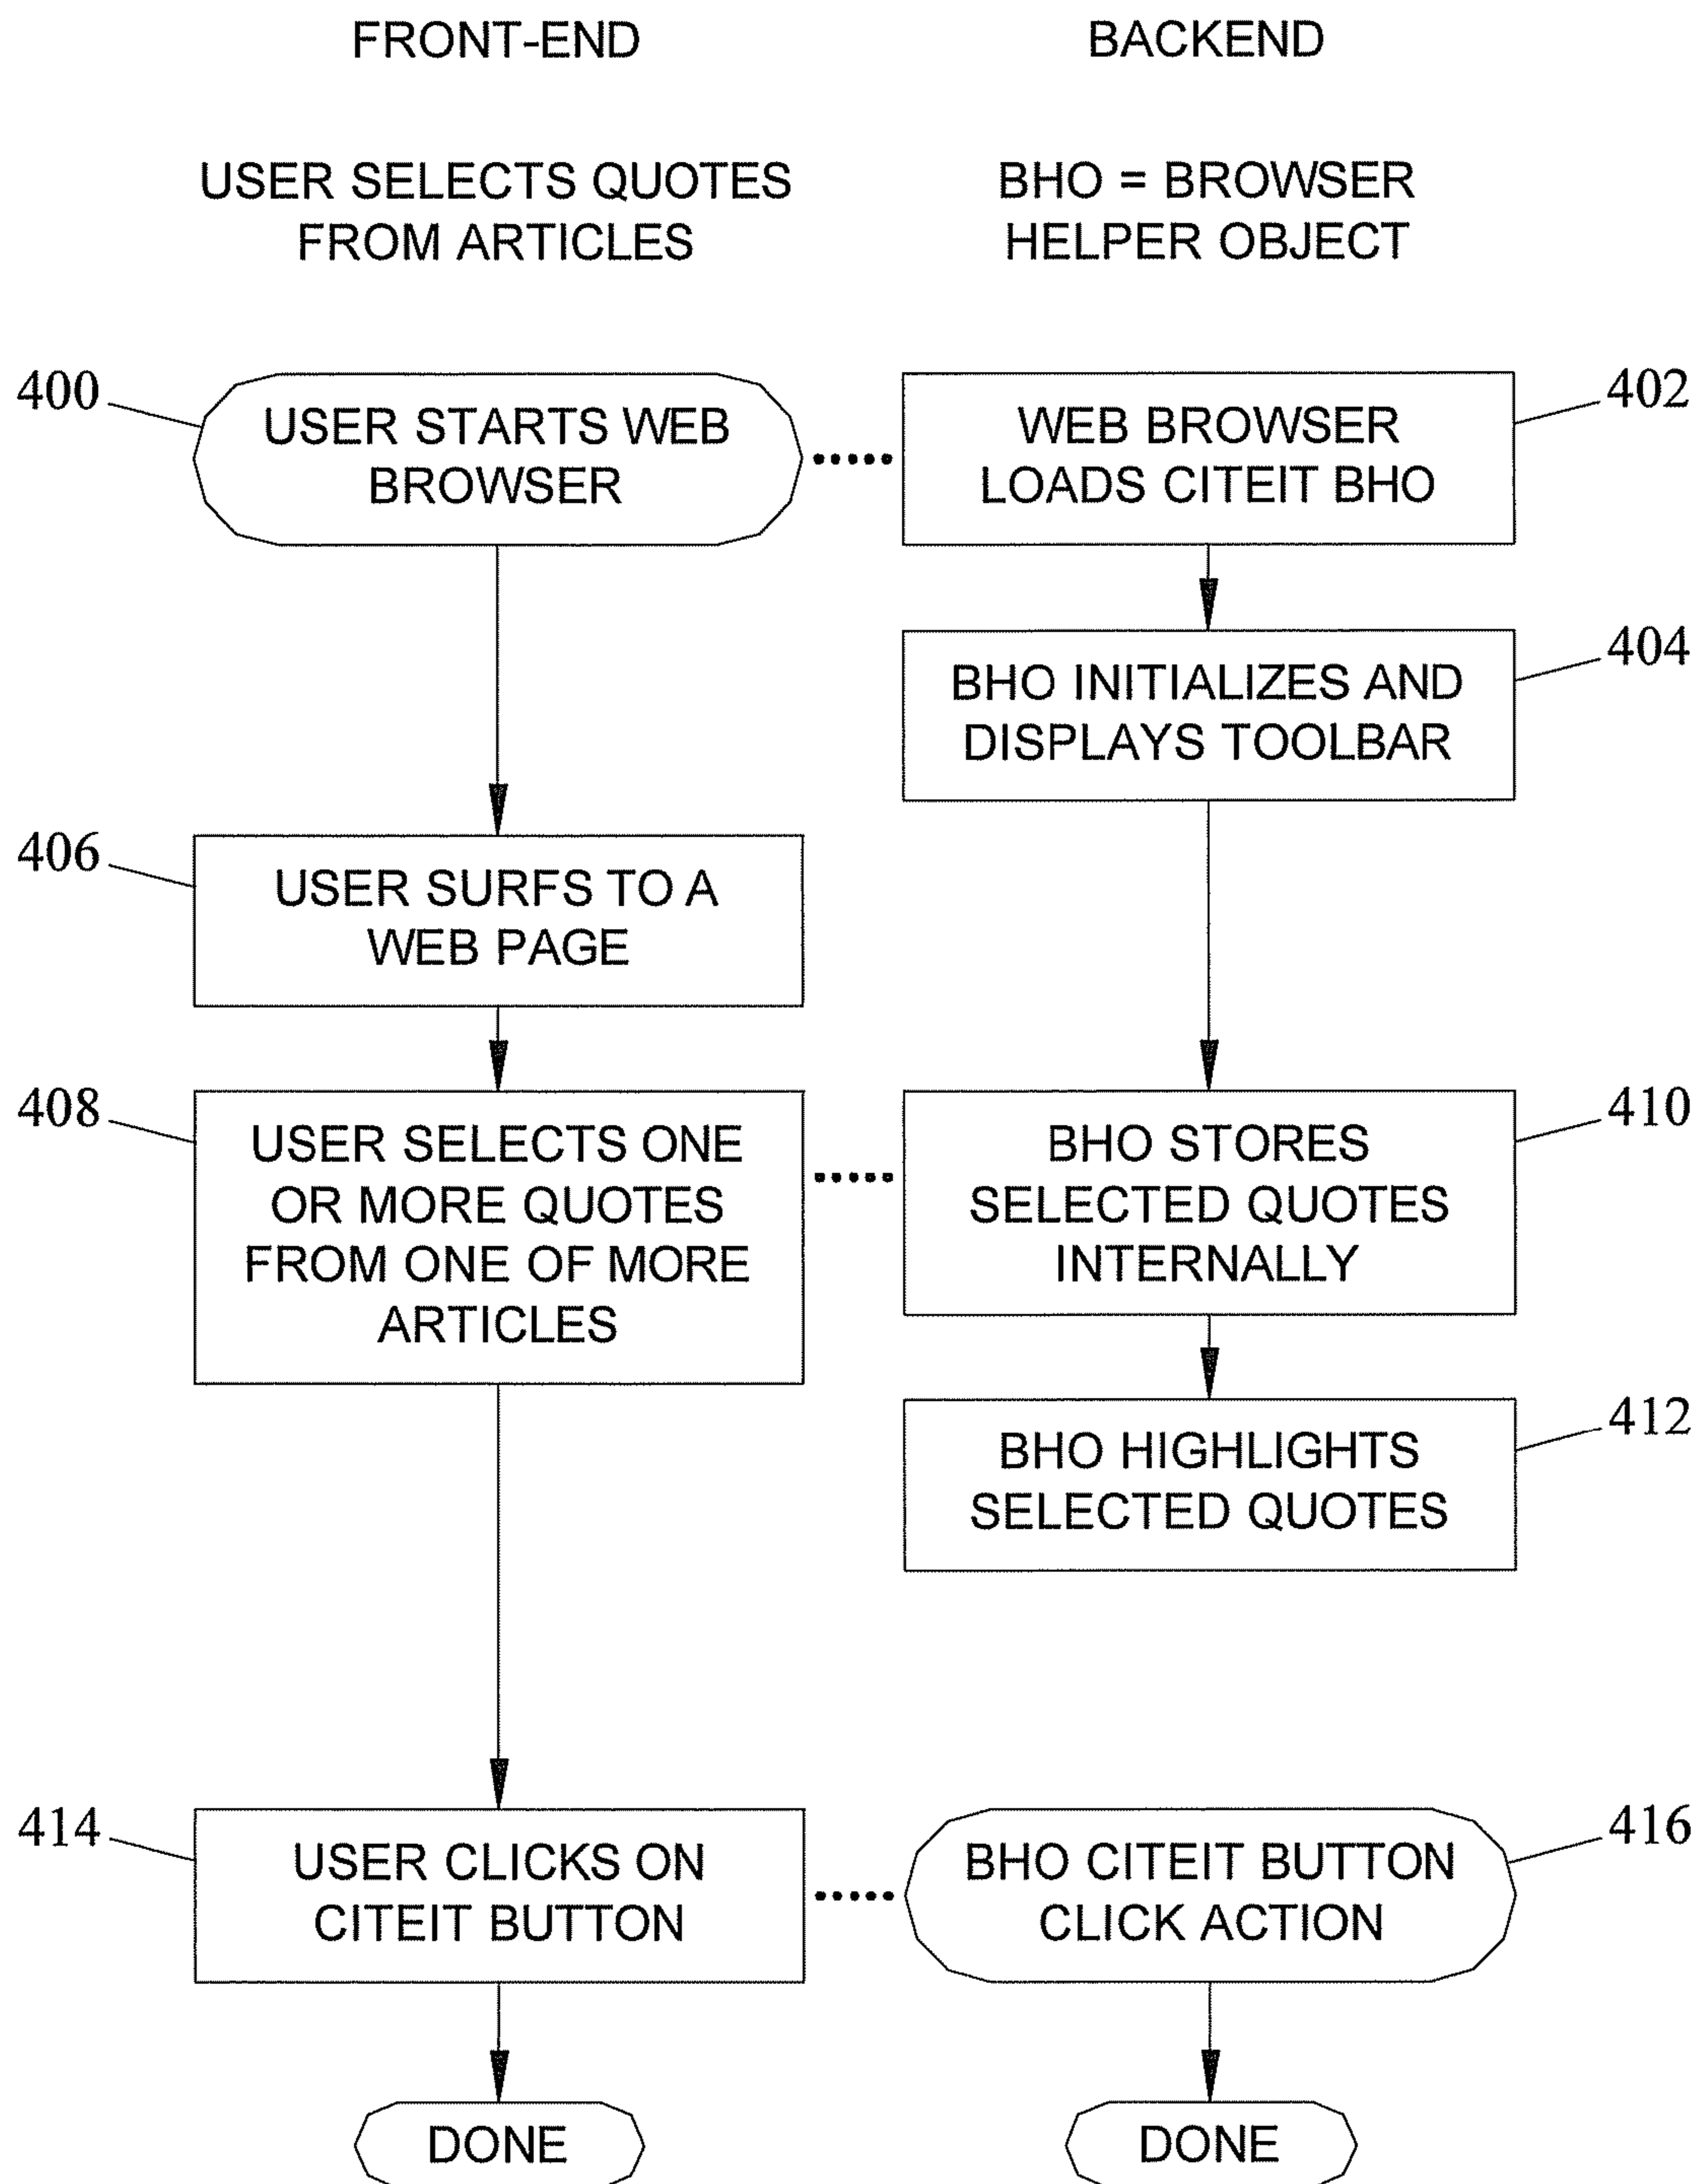 FRONT-END
BACKEND
USER SELECTS QUOTES
FROM ARTICLES
BHO = BROWSER
HELPER OBJECT
400
USER STARTS WEB
BROWSER
402
WEB BROWSER
LOADS CITEIT BHO
404
BHO INITIALIZES AND
DISPLAYS TOOLBAR
406
USER SURFS TO A
WEB PAGE
408
USER SELECTS ONE
OR MORE QUOTES
FROM ONE OF MORE
ARTICLES
410
BHO STORES
SELECTED QUOTES
INTERNALLY
412
BHO HIGHLIGHTS
SELECTED QUOTES
414
USER CLICKS ON
CITEIT BUTTON
416
BHO CITEIT BUTTON
CLICK ACTION
DONE
DONE